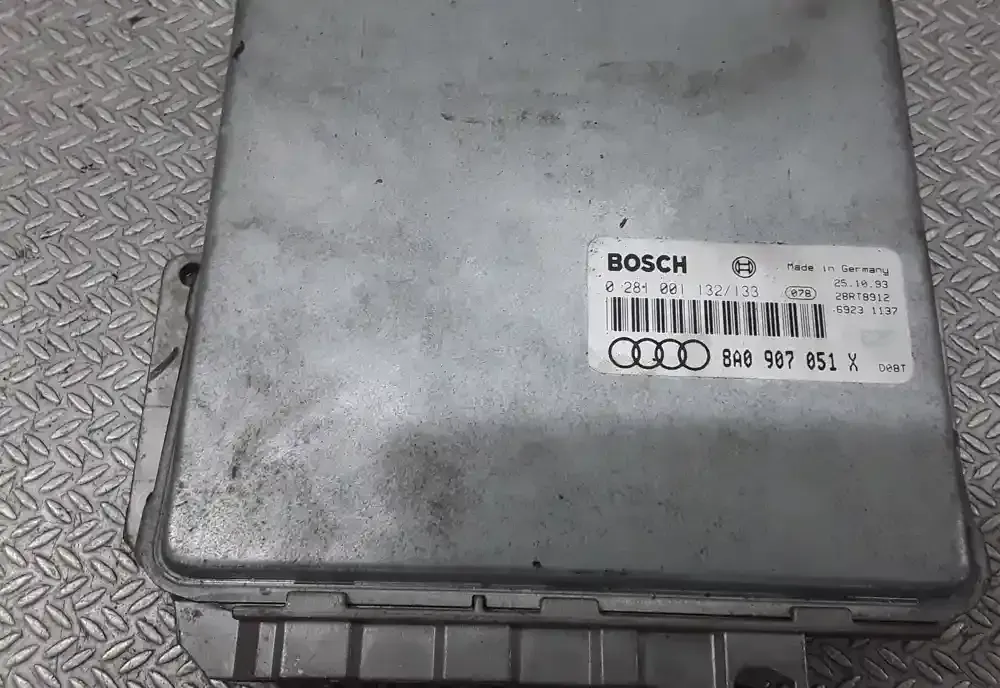 BOSCH Made in Germany
0 281 001 132/133 078 25.10.93
28RT8912
6923 1137
8A0 907 051 X D08T